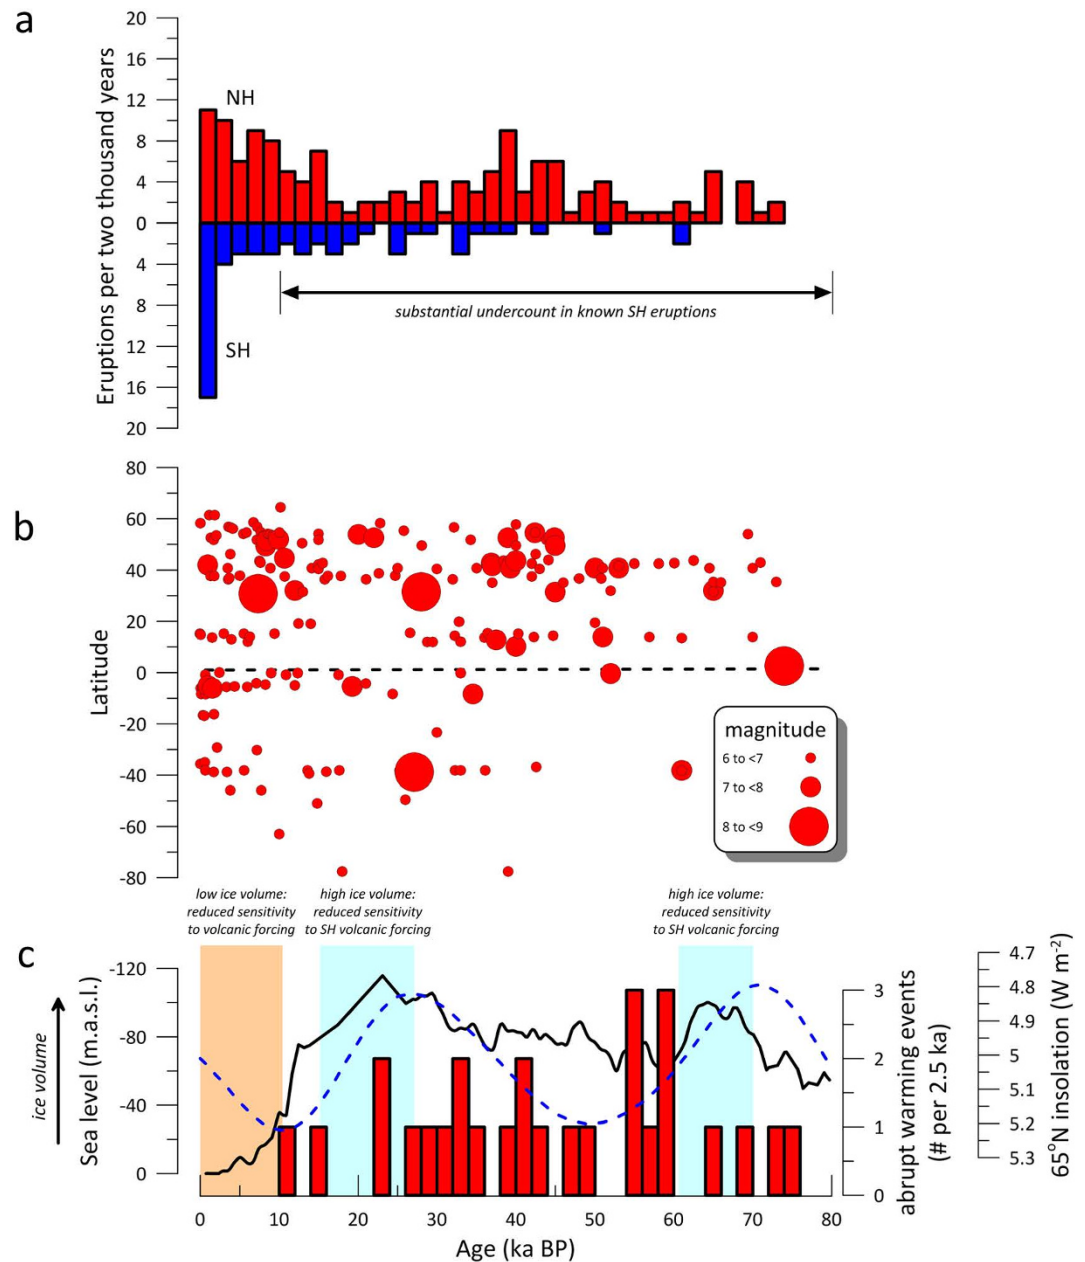 a
Eruptions per two thousand years
20
16
12
8
4
0
4
8
12
16
20
NH
SH
substantial undercount in known SH eruptions
b
Latitude
80
60
40
20
0
-20
-40
-60
-80
magnitude
6 to <7
7 to <8
8 to <9
low ice volume:
reduced sensitivity
to volcanic forcing
high ice volume:
reduced sensitivity
to SH volcanic forcing
high ice volume:
reduced sensitivity
to SH volcanic forcing
c
ice volume
Sea level (m.a.s.l.)
-120
-80
-40
0
3
2
1
0
abrupt warming events
(# per 2.5 ka)
4.7
4.8
4.9
5
5.1
5.2
5.3
65°N insolation (W m⁻²)
0 10 20 30 40 50 60 70 80
Age (ka BP)